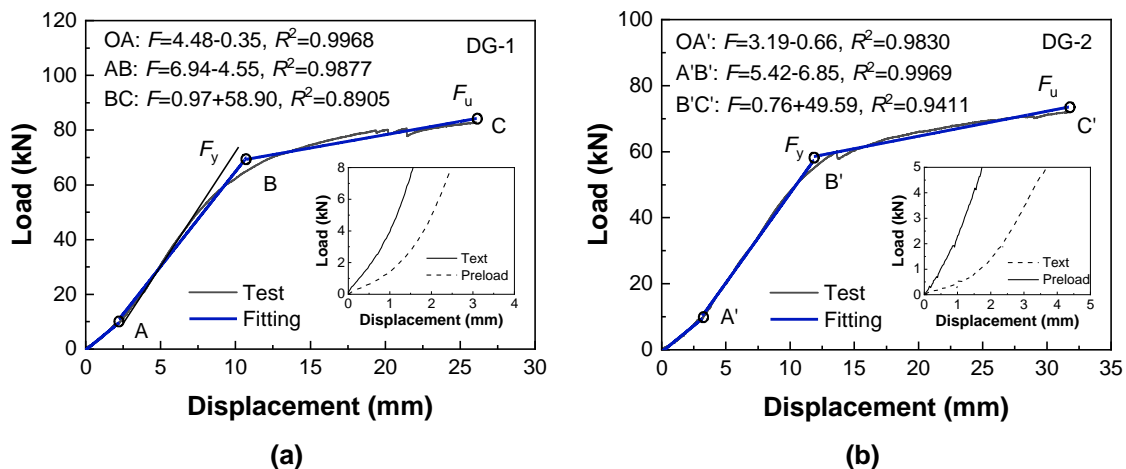 OA: F=4.48-0.35, R²=0.9968
DG-1
AB: F=6.94-4.55, R²=0.9877
BC: F=0.97+58.90, R²=0.8905
120
100
80
60
40
20
0
Load (kN)
0 5 10 15 20 25 30
Displacement (mm)
A
B
C
Fy
Fu
Test
Fitting
8
6
4
2
0
Load (kN)
Text
Preload
0 1 2 3 4
Displacement (mm)
(a)
OA': F=3.19-0.66, R²=0.9830
DG-2
A'B': F=5.42-6.85, R²=0.9969
B'C': F=0.76+49.59, R²=0.9411
100
80
60
40
20
0
Load (kN)
0 5 10 15 20 25 30 35
Displacement (mm)
A'
B'
C'
Fy
Fu
Test
Fitting
5
4
3
2
1
0
Load (kN)
Text
Preload
0 1 2 3 4 5
Displacement (mm)
(b)